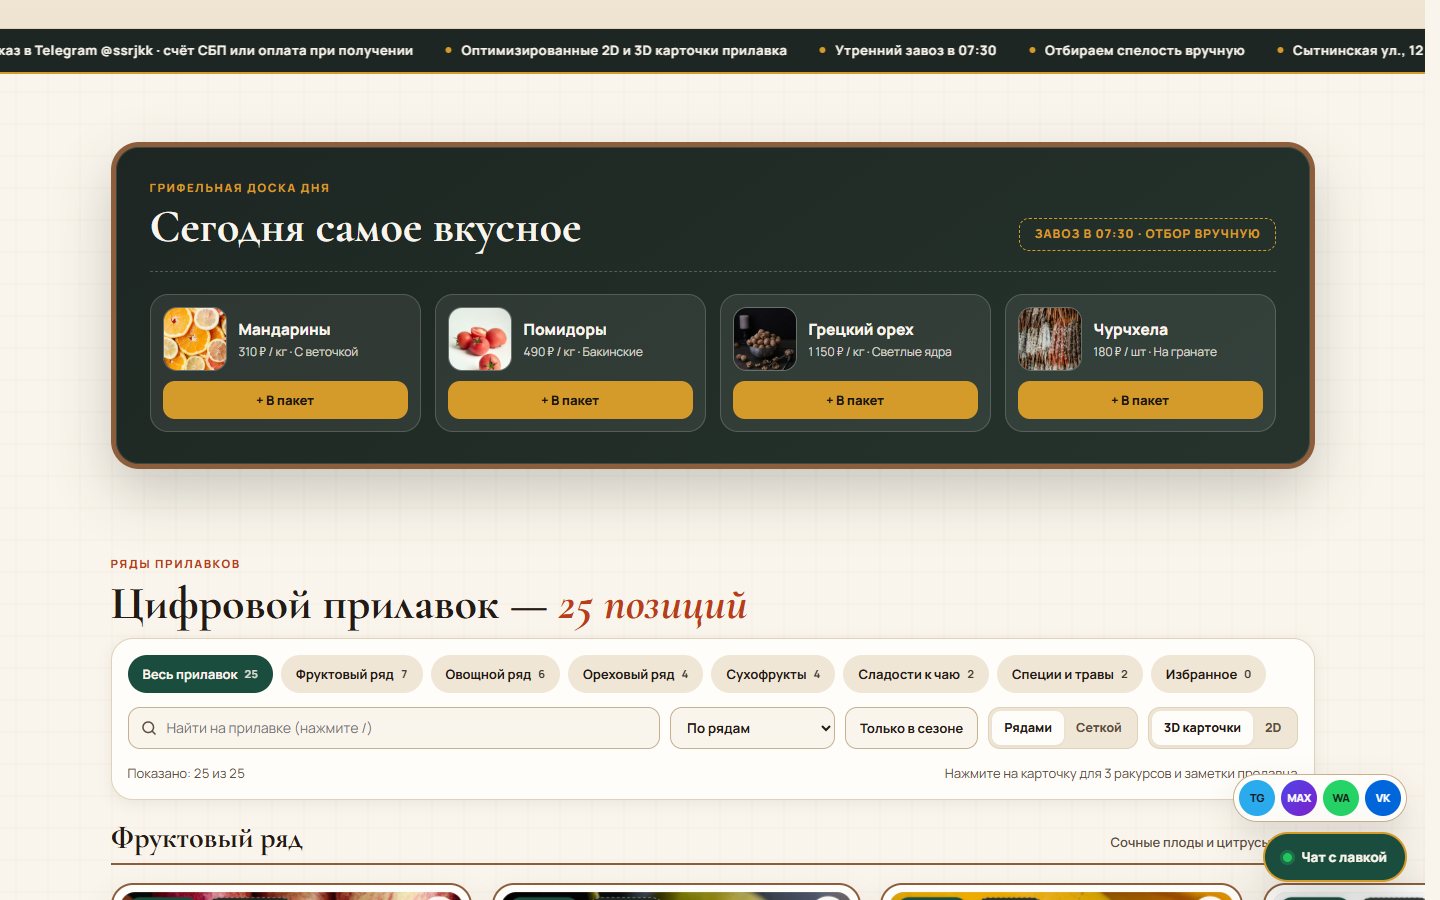 каз в Telegram @ssrjkk · счёт СБП или оплата при получении • Оптимизированные 2D и 3D карточки прилавка • Утренний завоз в 07:30 • Отбираем спелость вручную • Сытнинская ул., 12
ГРИФЕЛЬНАЯ ДОСКА ДНЯ
Сегодня самое вкусное
ЗАВОЗ В 07:30 · ОТБОР ВРУЧНУЮ
Мандарины
310 ₽ / кг · С веточкой
+ В пакет
Помидоры
490 ₽ / кг · Бакинские
+ В пакет
Грецкий орех
1 150 ₽ / кг · Светлые ядра
+ В пакет
Чурчхела
180 ₽ / шт · На гранате
+ В пакет
РЯДЫ ПРИЛАВКОВ
Цифровой прилавок — 25 позиций
Весь прилавок 25 Фруктовый ряд 7 Овощной ряд 6 Ореховый ряд 4 Сухофрукты 4 Сладости к чаю 2 Специи и травы 2 Избранное 0
Найти на прилавке (нажмите /) По рядам Только в сезоне Рядами Сеткой 3D карточки 2D
Показано: 25 из 25 Нажмите на карточку для 3 ракурсов и заметки продавца
TG MAX WA VK
Фруктовый ряд Сочные плоды и цитрусы
Чат с лавкой